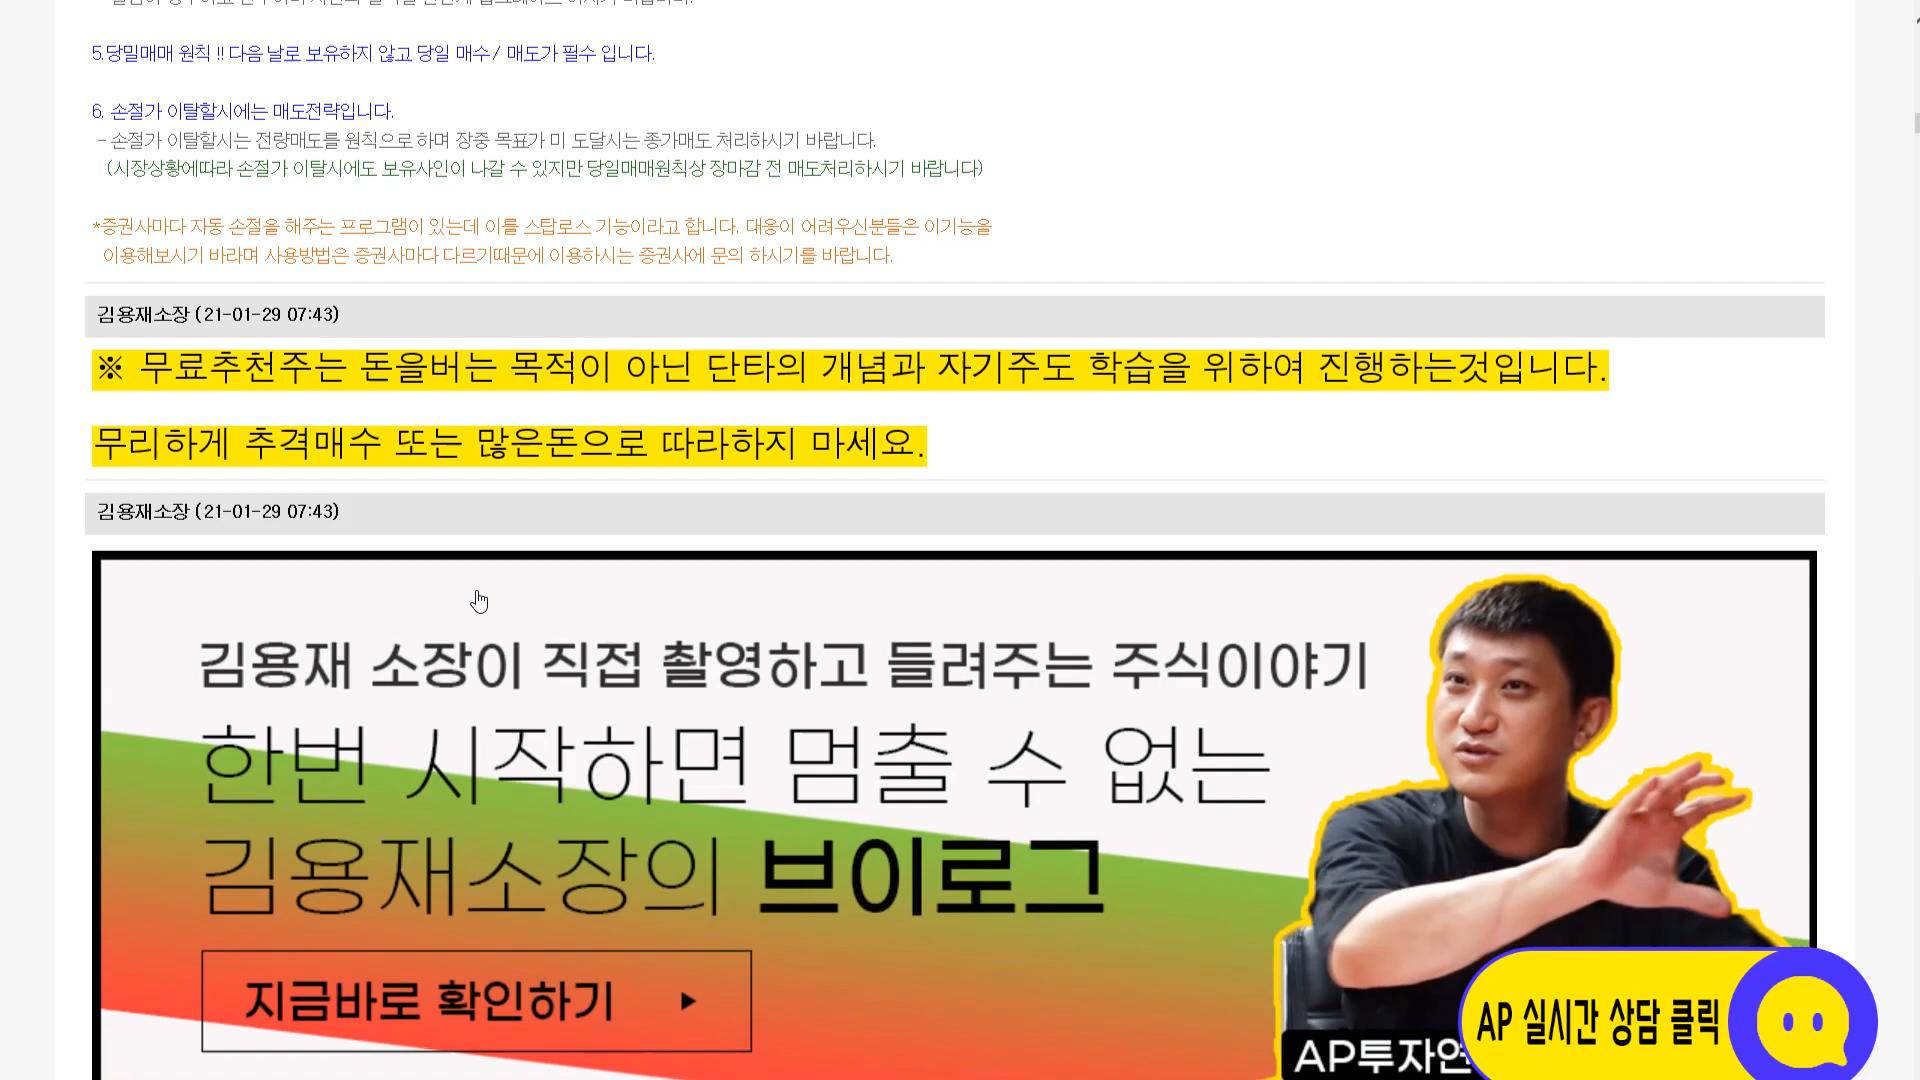 5.당밀매매 원칙 !! 다음 날로 보유하지 않고 당일 매수/ 매도가 필수 입니다.
6. 손절가 이탈할시에는 매도전략입니다.
- 손절가 이탈할시는 전량매도를 원칙으로 하며 장중 목표가 미 도달시는 종가매도 처리하시기 바랍니다.
(시장상황에따라 손절가 이탈시에도 보유사인이 나갈 수 있지만 당일매매원칙상 장마감 전 매도처리하시기 바랍니다)
*증권사마다 자동 손절을 해주는 프로그램이 있는데 이를 스탑로스 기능이라고 합니다. 대응이 어려우신분들은 이기능을
이용해보시기 바라며 사용방법은 증권사마다 다르기때문에 이용하시는 증권사에 문의 하시기를 바랍니다.
김용재소장 (21-01-29 07:43)
※ 무료추천주는 돈을버는 목적이 아닌 단타의 개념과 자기주도 학습을 위하여 진행하는것입니다.
무리하게 추격매수 또는 많은돈으로 따라하지 마세요.
김용재소장 (21-01-29 07:43)
김용재 소장이 직접 촬영하고 들려주는 주식이야기
한번 시작하면 멈출 수 없는
김용재소장의 브이로그
지금바로 확인하기 ▶
AP투자연
AP 실시간 상담 클릭